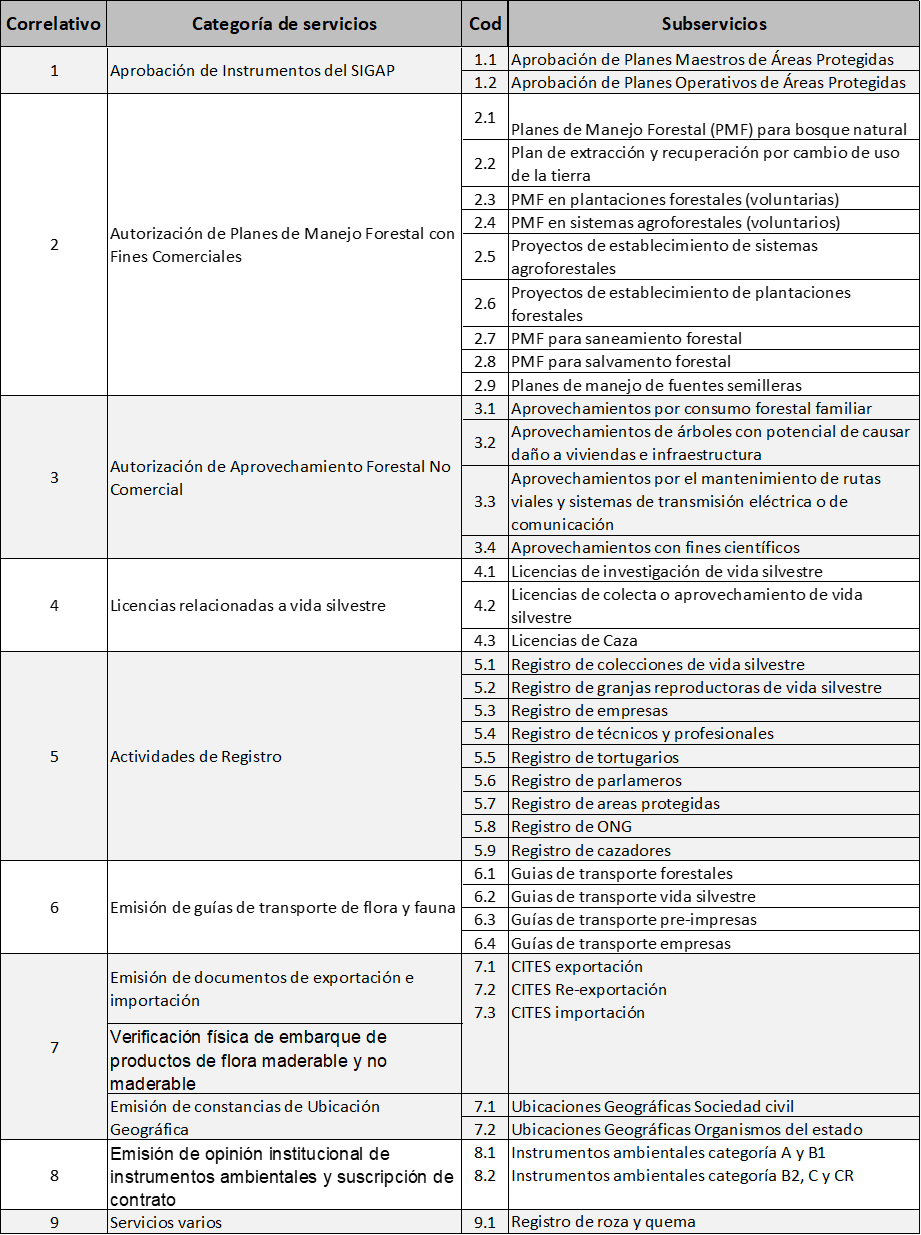 Correlativo Categoría de servicios Cod Subservicios
1 Aprobación de Instrumentos del SIGAP
1.1 Aprobación de Planes Maestros de Áreas Protegidas
1.2 Aprobación de Planes Operativos de Áreas Protegidas
2 Autorización de Planes de Manejo Forestal con
Fines Comerciales
2.1 Planes de Manejo Forestal (PMF) para bosque natural
2.2 Plan de extracción y recuperación por cambio de uso
de la tierra
2.3 PMF en plantaciones forestales (voluntarias)
2.4 PMF en sistemas agroforestales (voluntarios)
2.5 Proyectos de establecimiento de sistemas
agroforestales
2.6 Proyectos de establecimiento de plantaciones
forestales
2.7 PMF para saneamiento forestal
2.8 PMF para salvamento forestal
2.9 Planes de manejo de fuentes semilleras
3 Autorización de Aprovechamiento Forestal No
Comercial
3.1 Aprovechamientos por consumo forestal familiar
3.2 Aprovechamientos de árboles con potencial de causar
daño a viviendas e infraestructura
3.3 Aprovechamientos por el mantenimiento de rutas
viales y sistemas de transmisión eléctrica o de
comunicación
3.4 Aprovechamientos con fines científicos
4 Licencias relacionadas a vida silvestre
4.1 Licencias de investigación de vida silvestre
4.2 Licencias de colecta o aprovechamiento de vida
silvestre
4.3 Licencias de Caza
5 Actividades de Registro
5.1 Registro de colecciones de vida silvestre
5.2 Registro de granjas reproductoras de vida silvestre
5.3 Registro de empresas
5.4 Registro de técnicos y profesionales
5.5 Registro de tortugarios
5.6 Registro de parlameros
5.7 Registro de areas protegidas
5.8 Registro de ONG
5.9 Registro de cazadores
6 Emisión de guías de transporte de flora y fauna
6.1 Guias de transporte forestales
6.2 Guias de transporte vida silvestre
6.3 Guías de transporte pre-impresas
6.4 Guías de transporte empresas
7 Emisión de documentos de exportación e
importación
7.1 CITES exportación
7.2 CITES Re-exportación
7.3 CITES importación
Verificación física de embarque de
productos de flora maderable y no
maderable
Emisión de constancias de Ubicación
Geográfica
7.1 Ubicaciones Geográficas Sociedad civil
7.2 Ubicaciones Geográficas Organismos del estado
8 Emisión de opinión institucional de
instrumentos ambientales y suscripción de
contrato
8.1 Instrumentos ambientales categoría A y B1
8.2 Instrumentos ambientales categoría B2, C y CR
9 Servicios varios 9.1 Registro de roza y quema